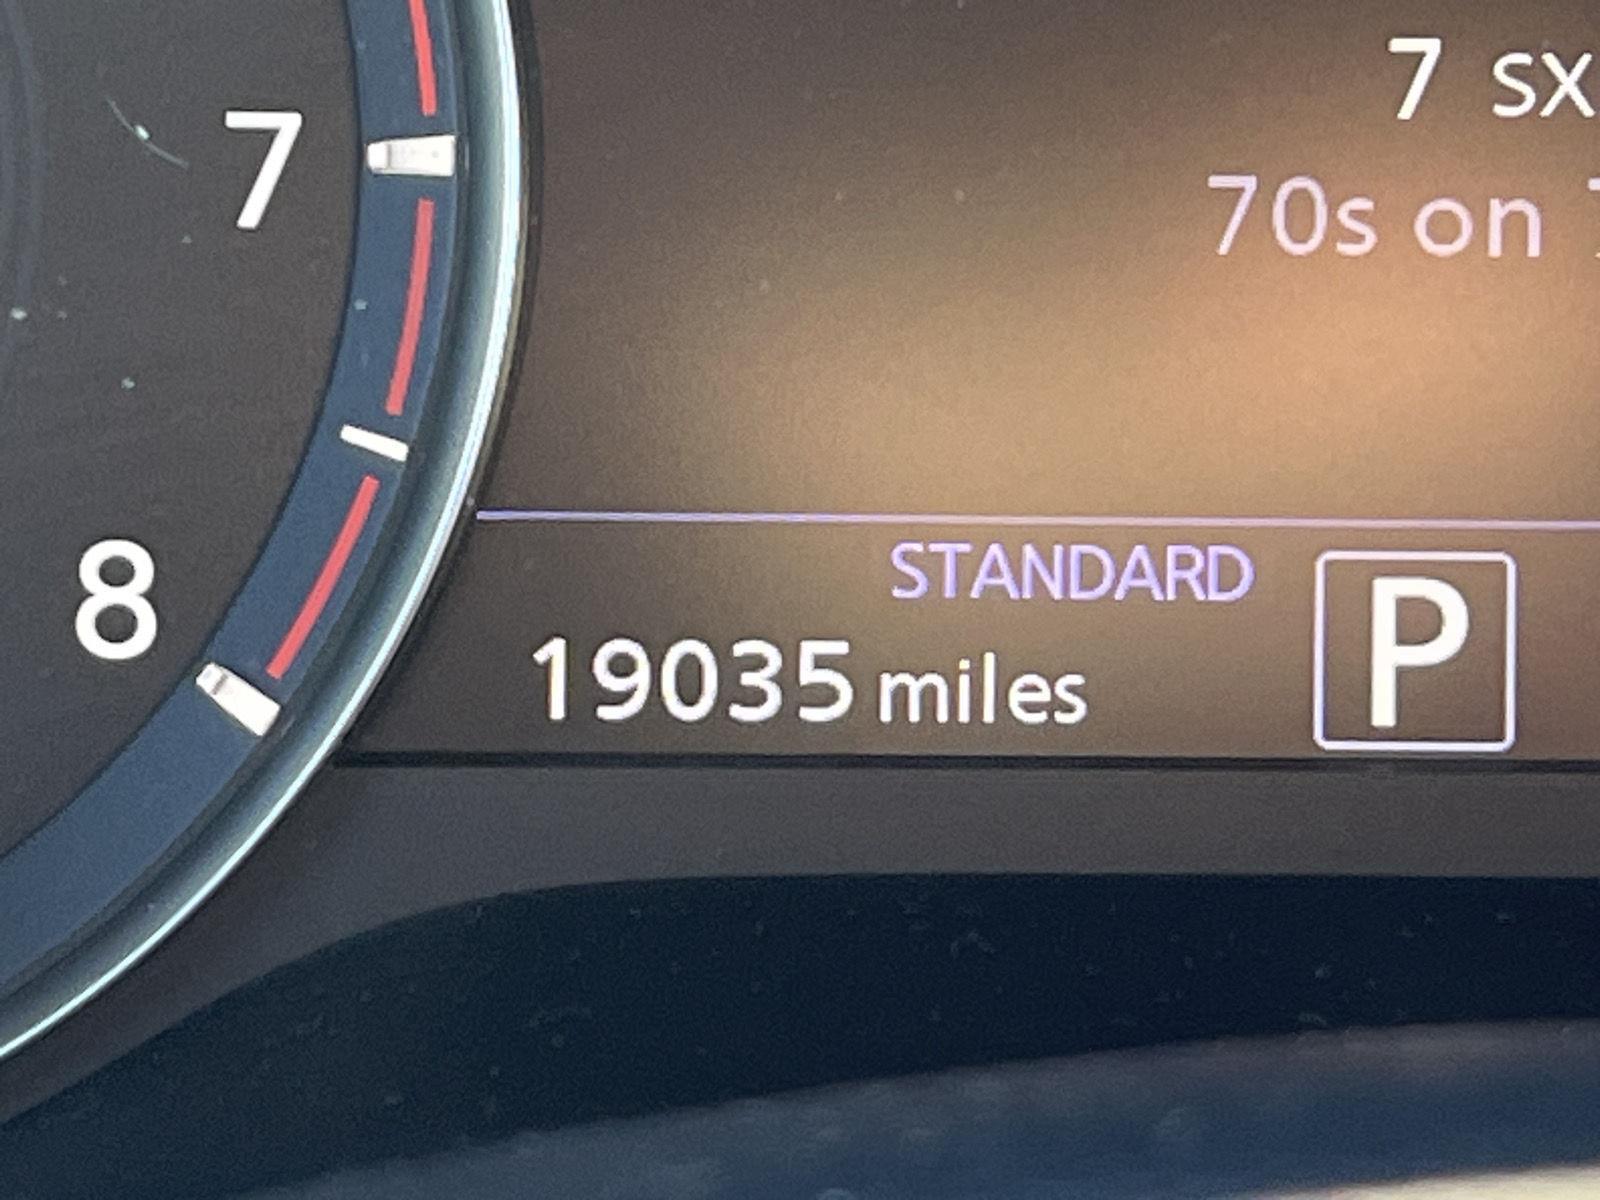 7 SX
70s on
7
8
STANDARD
P
19035 miles